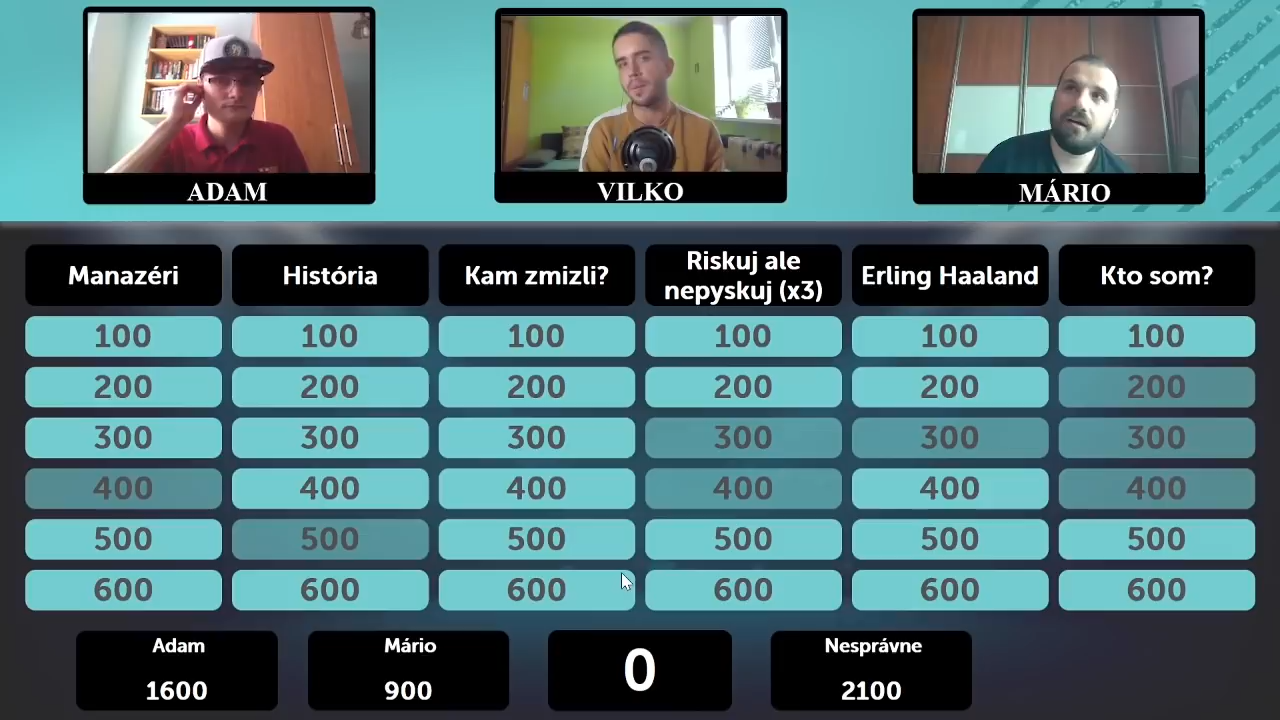 ADAM
VILKO
MÁRIO
Manazéri
História
Kam zmizli?
Riskuj ale
nepyskuj (x3)
Erling Haaland
Kto som?
100 100 100 100 100 100
200 200 200 200 200 200
300 300 300 300 300 300
400 400 400 400 400 400
500 500 500 500 500 500
600 600 600 600 600 600
Adam
1600
Mário
900
0
Nesprávne
2100